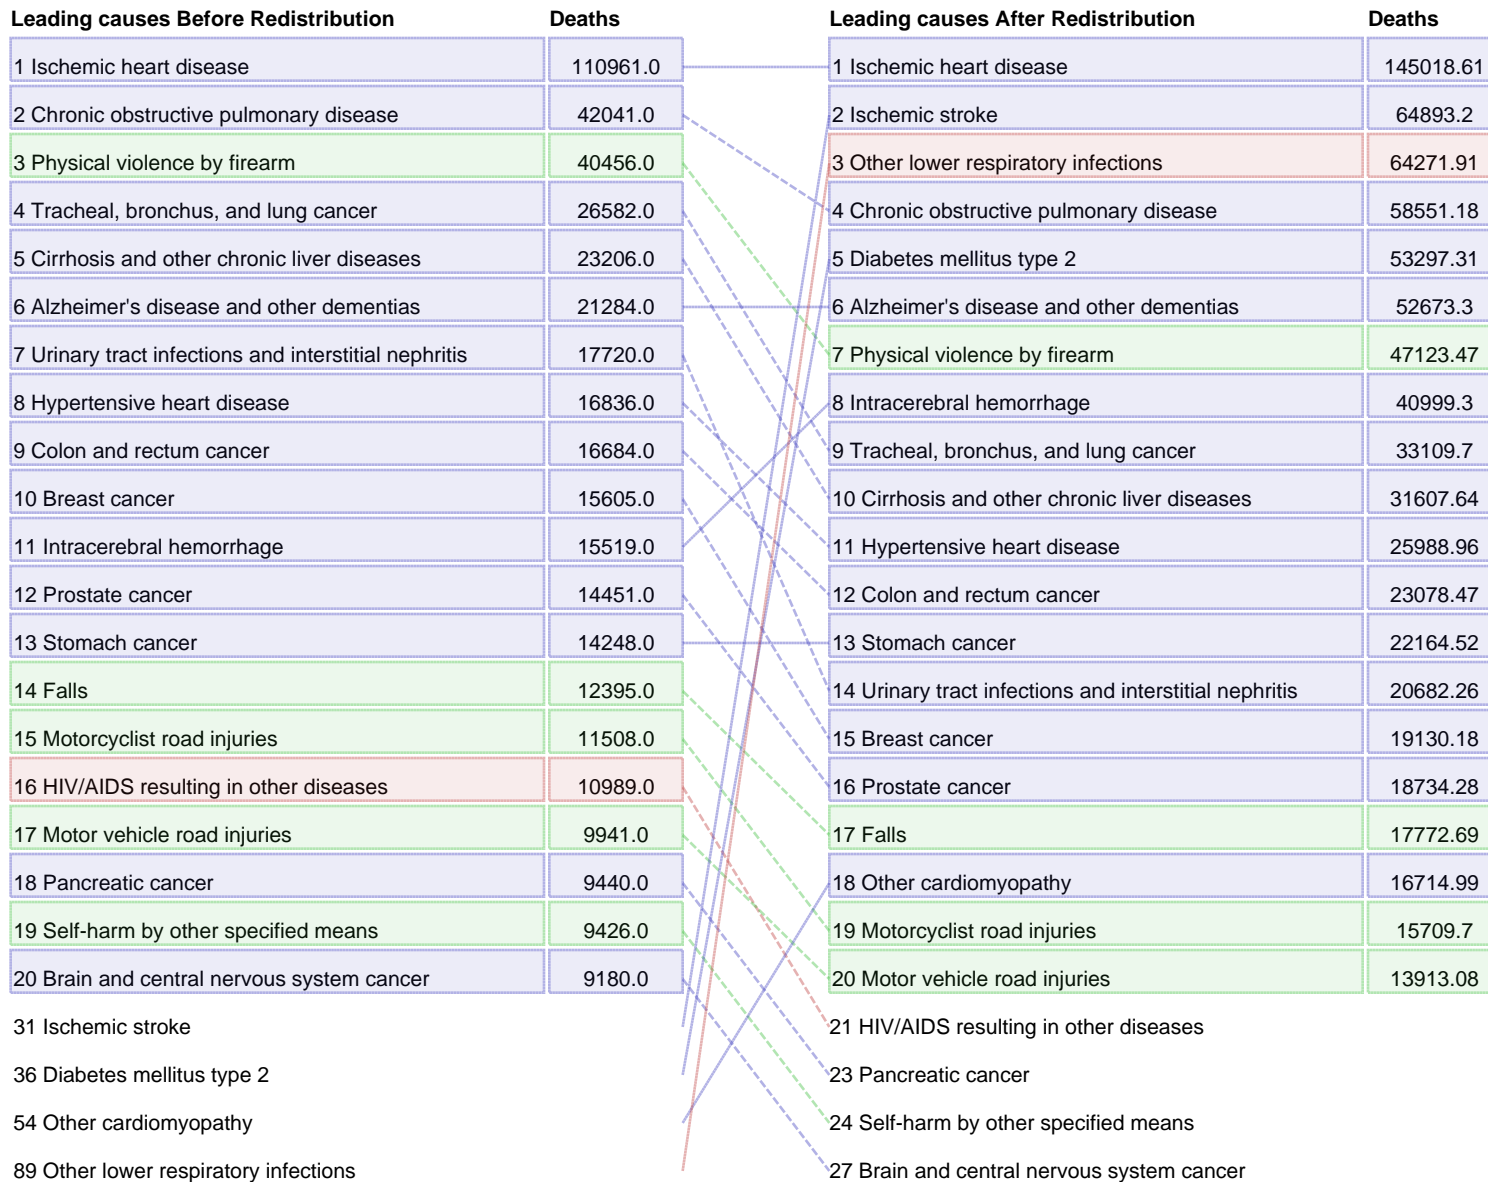 Leading causes Before Redistribution Deaths Leading causes After Redistribution Deaths
1 Ischemic heart disease 110961.0 1 Ischemic heart disease 145018.61
2 Chronic obstructive pulmonary disease 42041.0 2 Ischemic stroke 64893.2
3 Physical violence by firearm 40456.0 3 Other lower respiratory infections 64271.91
4 Tracheal, bronchus, and lung cancer 26582.0 4 Chronic obstructive pulmonary disease 58551.18
5 Cirrhosis and other chronic liver diseases 23206.0 5 Diabetes mellitus type 2 53297.31
6 Alzheimer's disease and other dementias 21284.0 6 Alzheimer's disease and other dementias 52673.3
7 Urinary tract infections and interstitial nephritis 17720.0 7 Physical violence by firearm 47123.47
8 Hypertensive heart disease 16836.0 8 Intracerebral hemorrhage 40999.3
9 Colon and rectum cancer 16684.0 9 Tracheal, bronchus, and lung cancer 33109.7
10 Breast cancer 15605.0 10 Cirrhosis and other chronic liver diseases 31607.64
11 Intracerebral hemorrhage 15519.0 11 Hypertensive heart disease 25988.96
12 Prostate cancer 14451.0 12 Colon and rectum cancer 23078.47
13 Stomach cancer 14248.0 13 Stomach cancer 22164.52
14 Falls 12395.0 14 Urinary tract infections and interstitial nephritis 20682.26
15 Motorcyclist road injuries 11508.0 15 Breast cancer 19130.18
16 HIV/AIDS resulting in other diseases 10989.0 16 Prostate cancer 18734.28
17 Motor vehicle road injuries 9941.0 17 Falls 17772.69
18 Pancreatic cancer 9440.0 18 Other cardiomyopathy 16714.99
19 Self-harm by other specified means 9426.0 19 Motorcyclist road injuries 15709.7
20 Brain and central nervous system cancer 9180.0 20 Motor vehicle road injuries 13913.08
31 Ischemic stroke 21 HIV/AIDS resulting in other diseases
36 Diabetes mellitus type 2 23 Pancreatic cancer
54 Other cardiomyopathy 24 Self-harm by other specified means
89 Other lower respiratory infections 27 Brain and central nervous system cancer